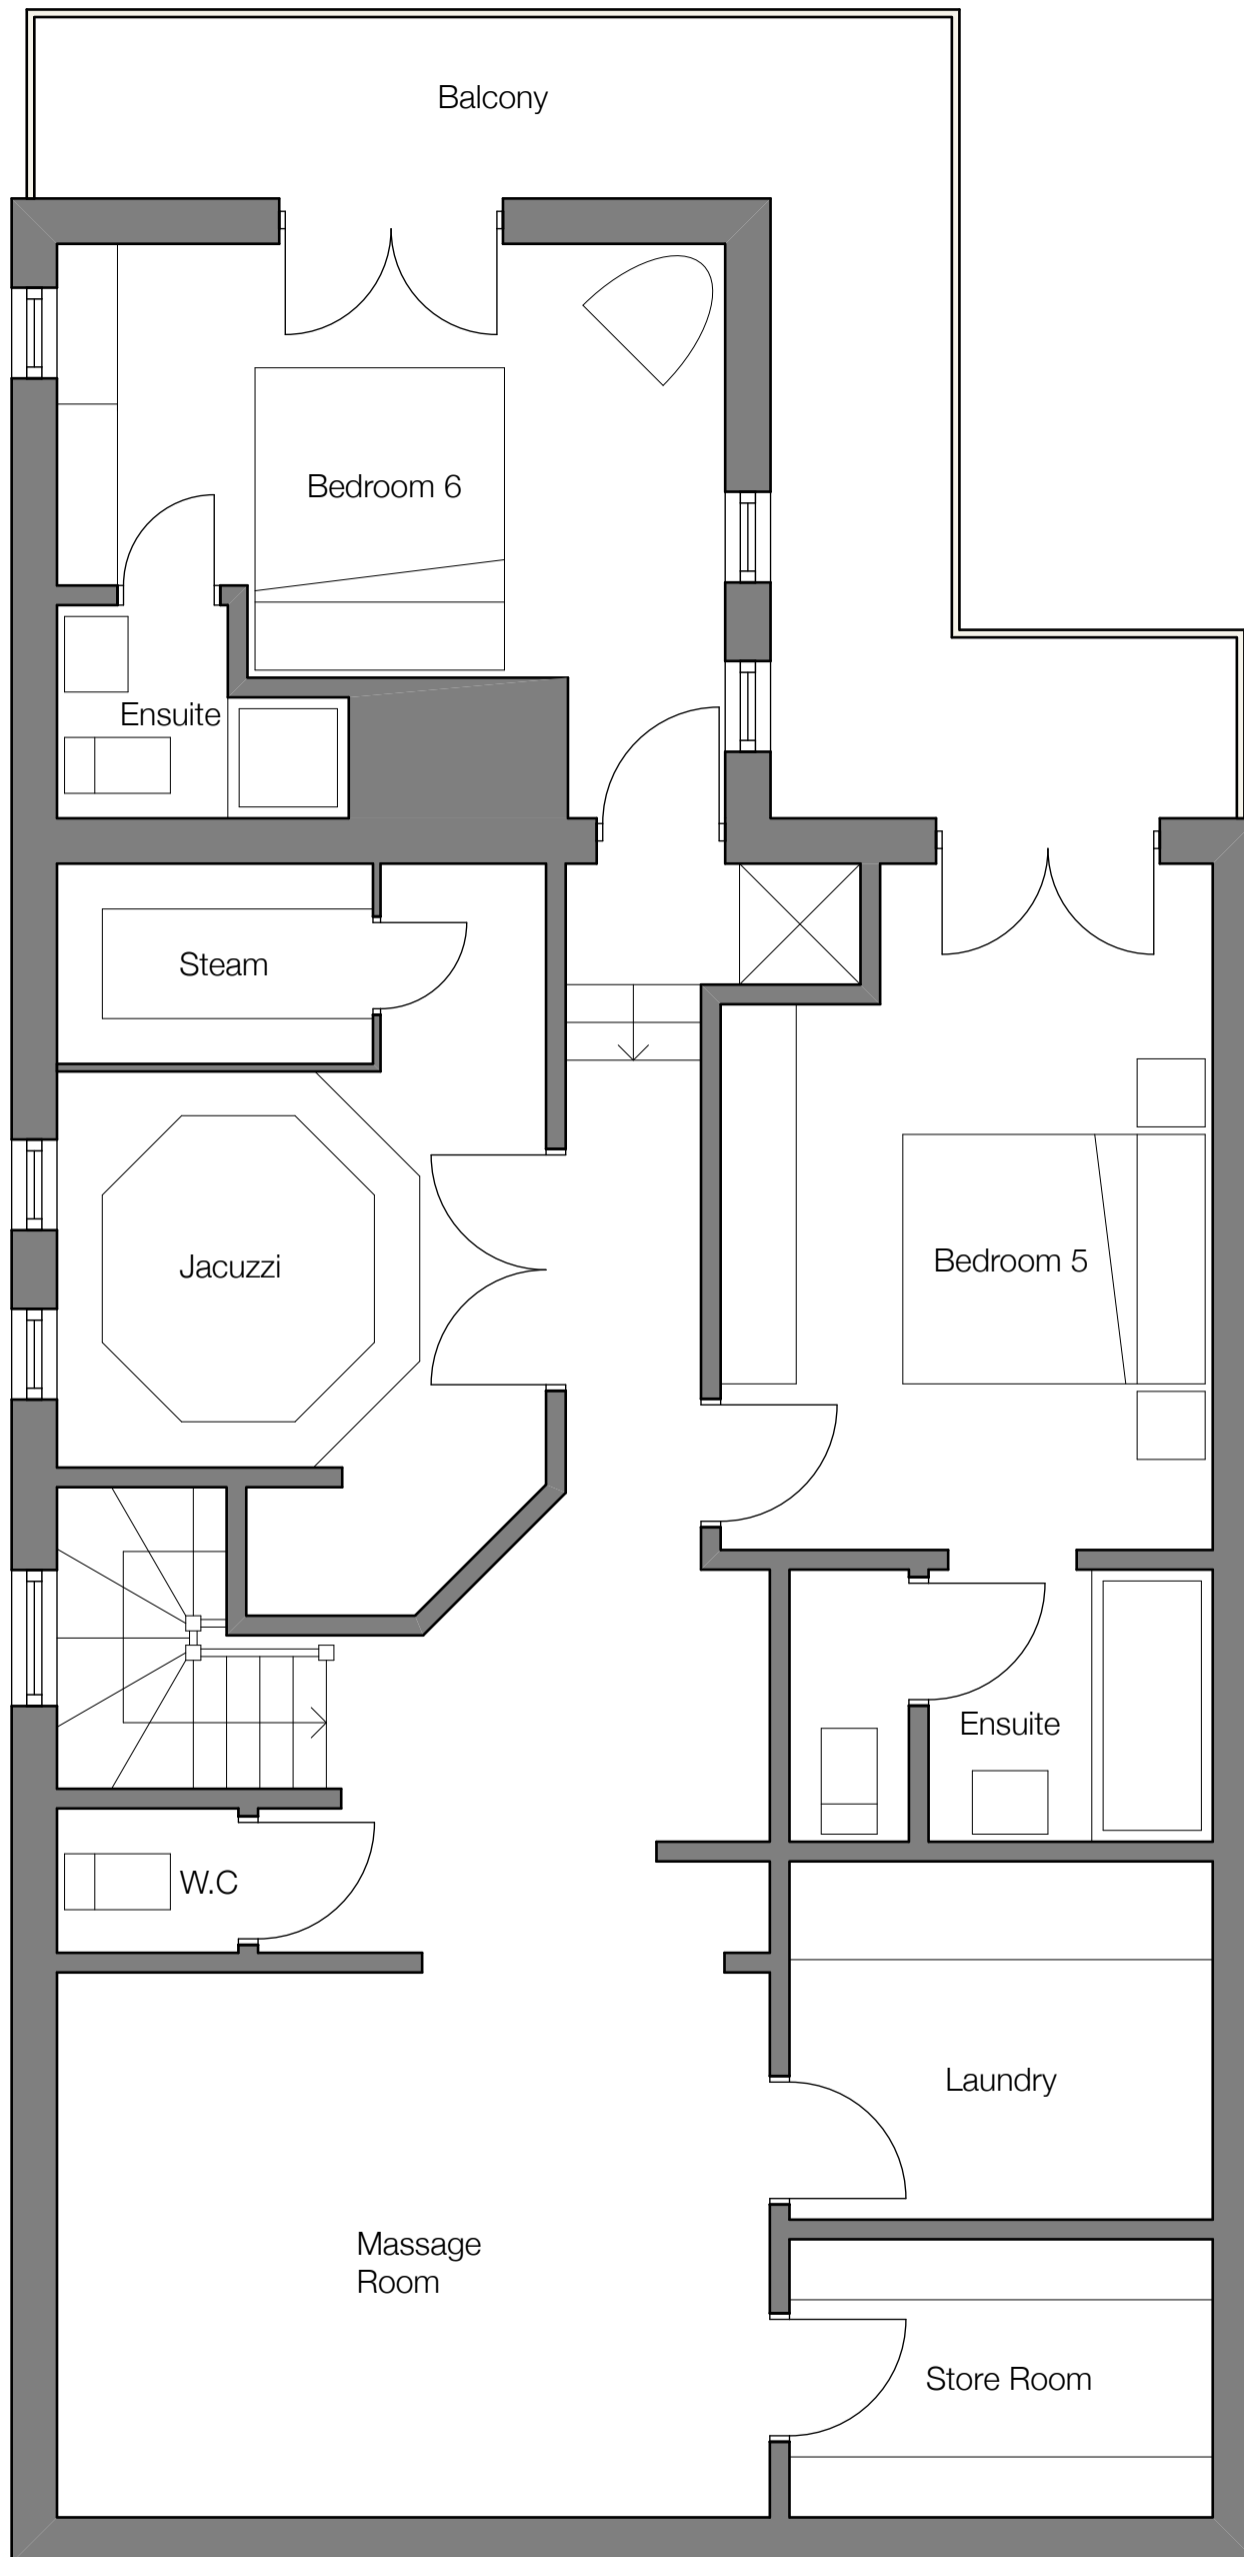 Balcony
Bedroom 6
Ensuite
Steam
Jacuzzi
Bedroom 5
Ensuite
W.C
Laundry
Massage
Room
Store Room